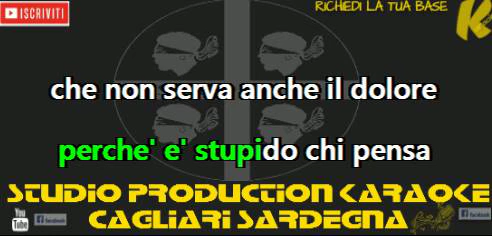 RICHEDI LA TUA BASE
ISCRIVITI
K
che non serva anche il dolore
perche' e' stupido chi pensa
STUDIO PRODUCTION KARAOKE
CAGLIARI SARDEGNA
You Tube
facebook
facebook